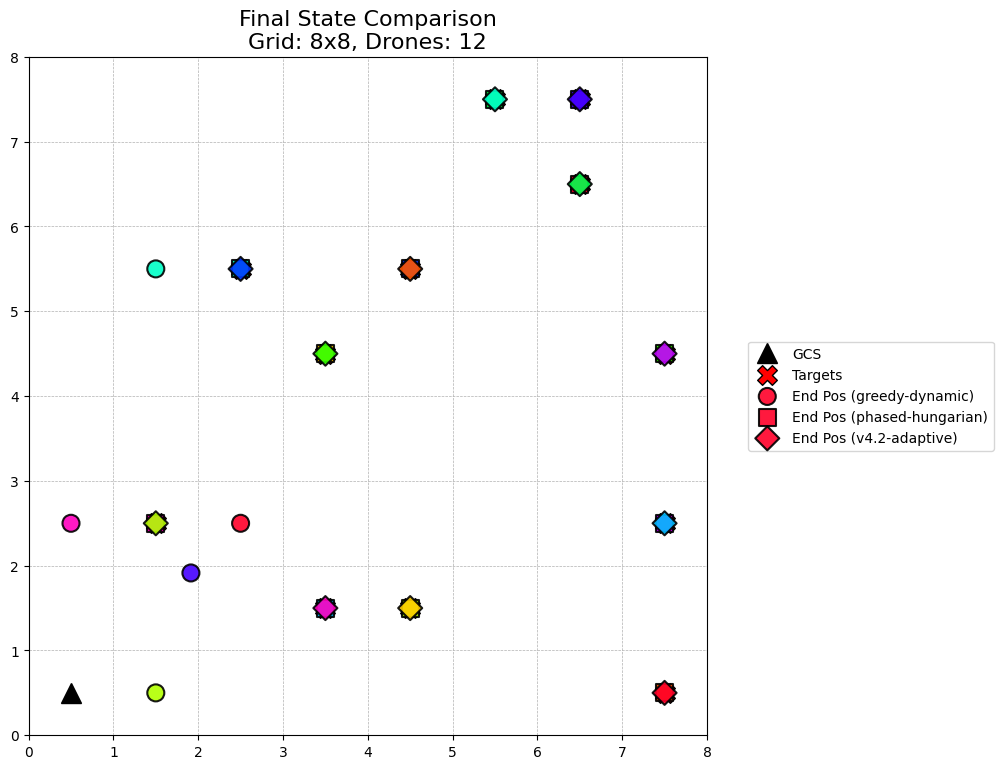 Final State Comparison
Grid: 8x8, Drones: 12
8
7
6
5
4
3
2
1
0
0 1 2 3 4 5 6 7 8
GCS
Targets
End Pos (greedy-dynamic)
End Pos (phased-hungarian)
End Pos (v4.2-adaptive)